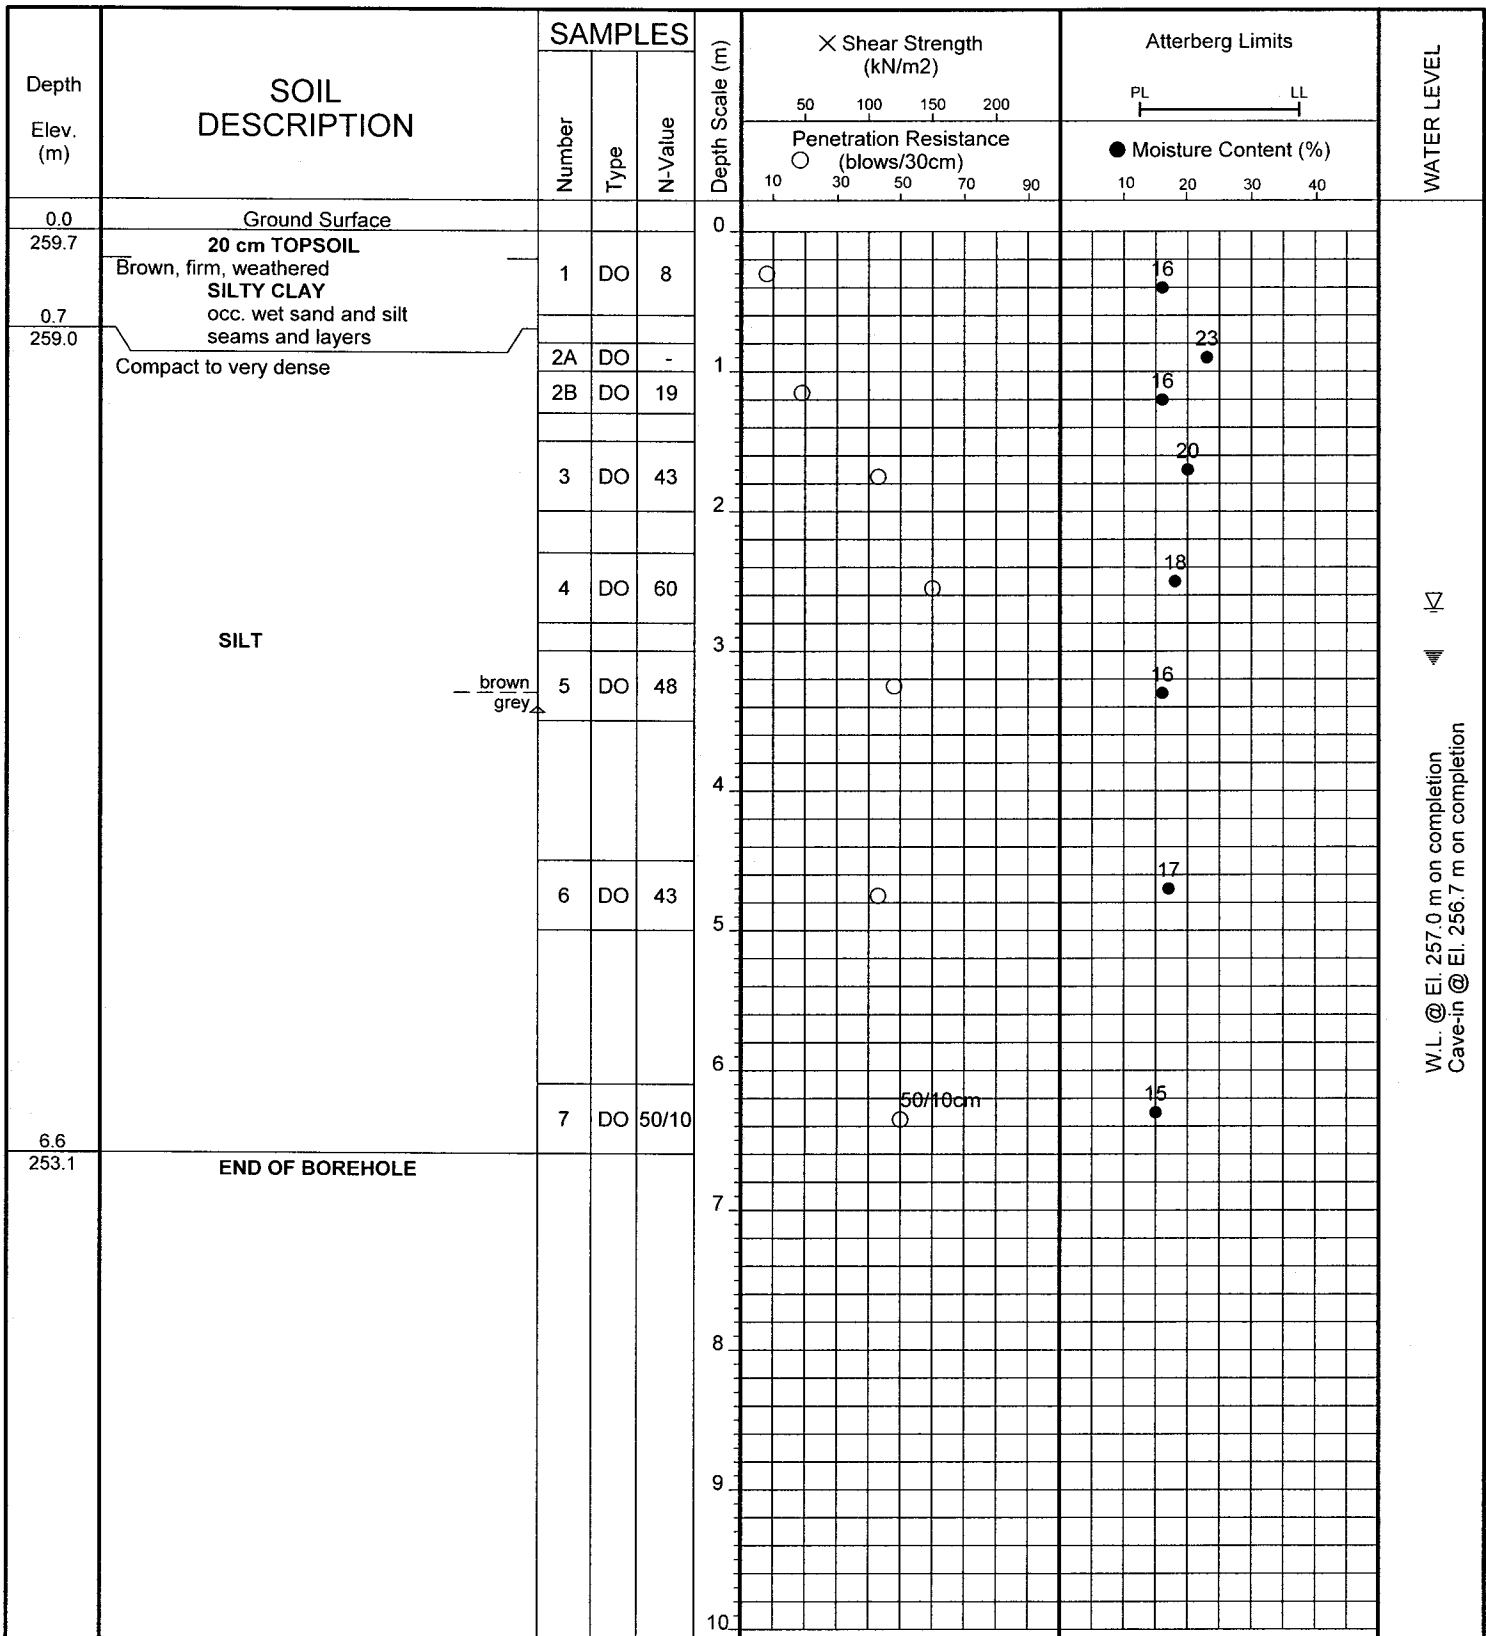 Depth
Elev.
(m)
SOIL
DESCRIPTION
SAMPLES
Number
Type
N-Value
Depth Scale (m)
× Shear Strength
(kN/m2)
50 100 150 200
Penetration Resistance
(blows/30cm)
10 30 50 70 90
Atterberg Limits
PL LL
Moisture Content (%)
10 20 30 40
WATER LEVEL
0.0
Ground Surface
0
259.7
20 cm TOPSOIL
Brown, firm, weathered
SILTY CLAY
occ. wet sand and silt
seams and layers
1 DO 8
16
0.7
259.0
Compact to very dense
2A DO -
23
1
2B DO 19
16
3 DO 43
20
2
4 DO 60
18
SILT
3
brown
grey
5 DO 48
16
4
6 DO 43
17
5
6
7 DO 50/10
50/10cm
15
6.6
253.1
END OF BOREHOLE
7
8
9
10
W.L. @ El. 257.0 m on completion
Cave-in @ El. 256.7 m on completion